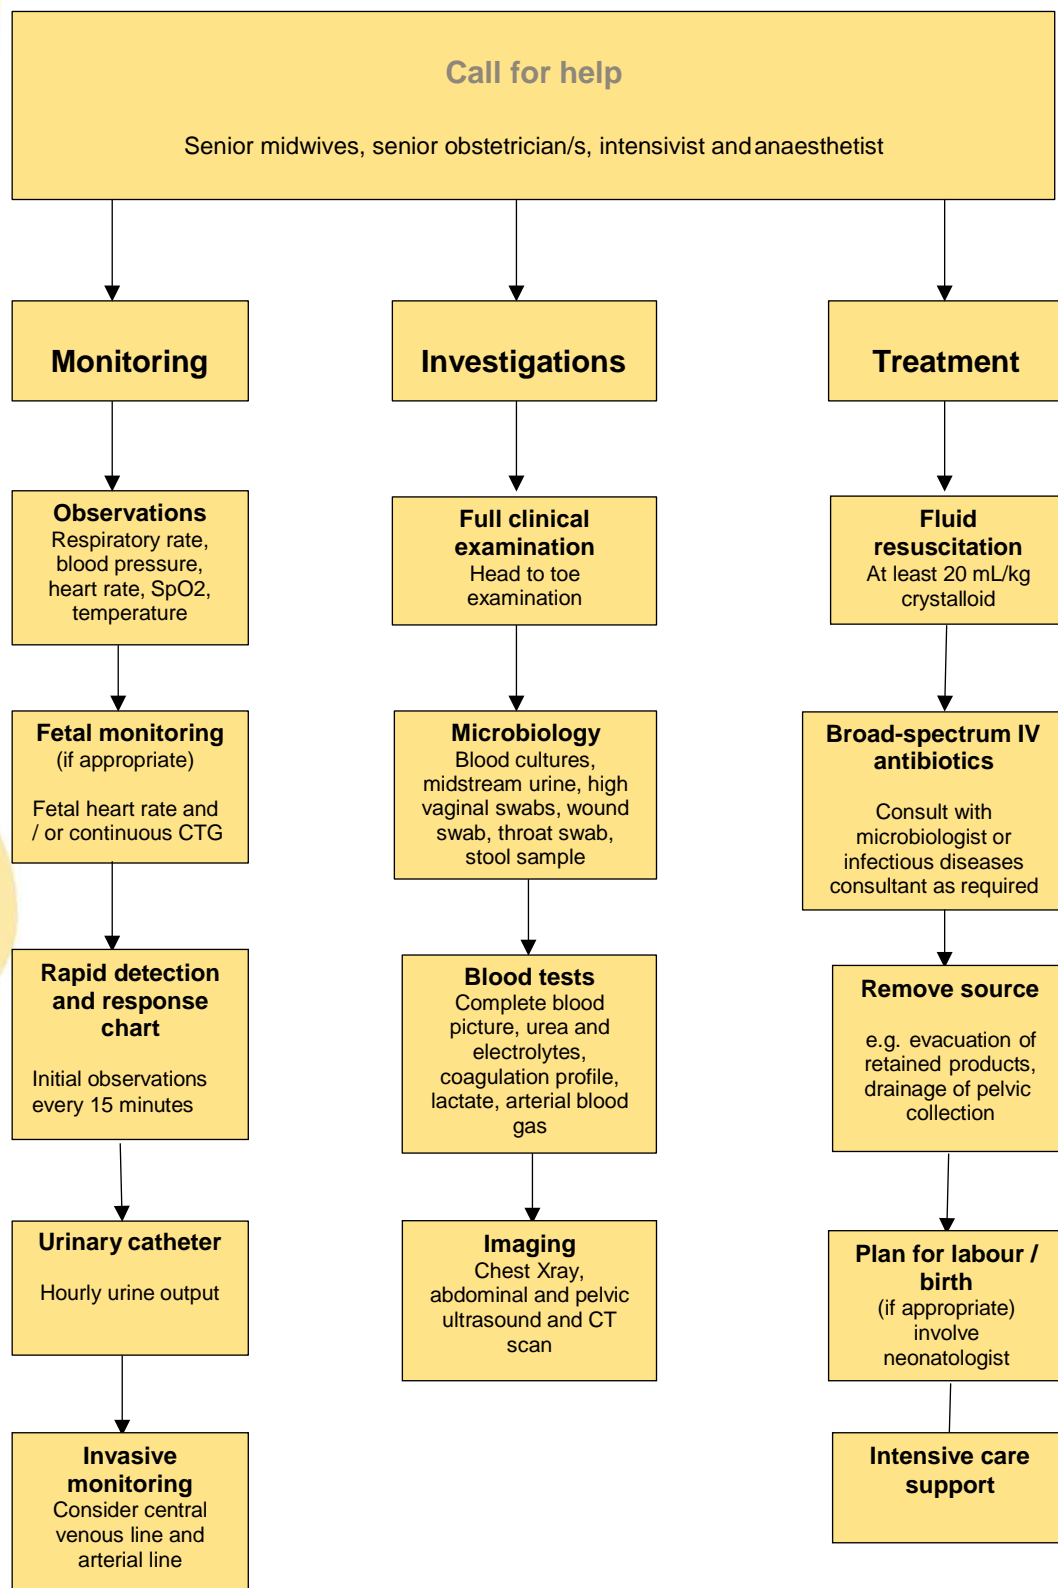 Call for help
Senior midwives, senior obstetrician/s, intensivist and anaesthetist
Monitoring
Observations
Respiratory rate,
blood pressure,
heart rate, SpO2,
temperature
Fetal monitoring
(if appropriate)
Fetal heart rate and
/ or continuous CTG
Rapid detection
and response
chart
Initial observations
every 15 minutes
Urinary catheter
Hourly urine output
Invasive
monitoring
Consider central
venous line and
arterial line
Investigations
Full clinical
examination
Head to toe
examination
Microbiology
Blood cultures,
midstream urine, high
vaginal swabs, wound
swab, throat swab,
stool sample
Blood tests
Complete blood
picture, urea and
electrolytes,
coagulation profile,
lactate, arterial blood
gas
Imaging
Chest Xray,
abdominal and pelvic
ultrasound and CT
scan
Treatment
Fluid
resuscitation
At least 20 mL/kg
crystalloid
Broad-spectrum IV
antibiotics
Consult with
microbiologist or
infectious diseases
consultant as required
Remove source
e.g. evacuation of
retained products,
drainage of pelvic
collection
Plan for labour /
birth
(if appropriate)
involve
neonatologist
Intensive care
support